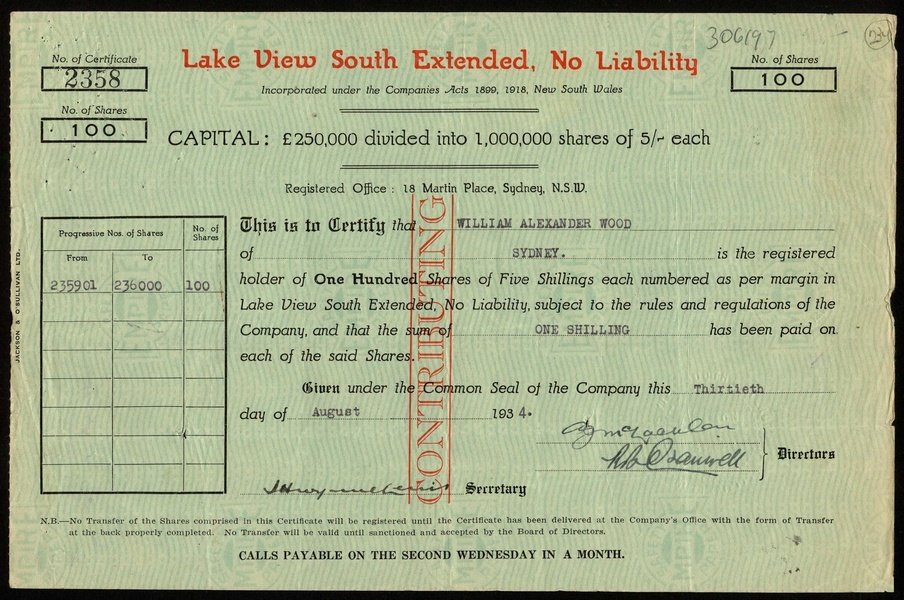 306197
No. of Certificate
2358
Lake View South Extended, No Liability
No. of Shares
100
Incorporated under the Companies Acts 1899, 1918, New South Wales
No. of Shares
100.
CAPITAL: £250,000 divided into 1,000,000 shares of 5/- each
Registered Office: 18 Martin Place, Sydney, N.S.W.
Progressive Nos. of Shares
No. of Shares
From To
235901 236000 100
This is to Certify that WILLIAM ALEXANDER WOOD
of SYDNEY. is the registered
holder of One Hundred Shares of Five Shillings each numbered as per margin in
Lake View South Extended, No Liability, subject to the rules and regulations of the
Company, and that the sum of ONE SHILLING has been paid on
each of the said Shares.
Given under the Common Seal of the Company this Thirtieth
day of August 1934.
CONTRIBUTING
Directors
Secretary
JACKSON & O'SULLIVAN LTD.
N.B.—No Transfer of the Shares comprised in this Certificate will be registered until the Certificate has been delivered at the Company's Office with the form of Transfer
at the back properly completed. No Transfer will be valid until sanctioned and accepted by the Board of Directors.
CALLS PAYABLE ON THE SECOND WEDNESDAY IN A MONTH.